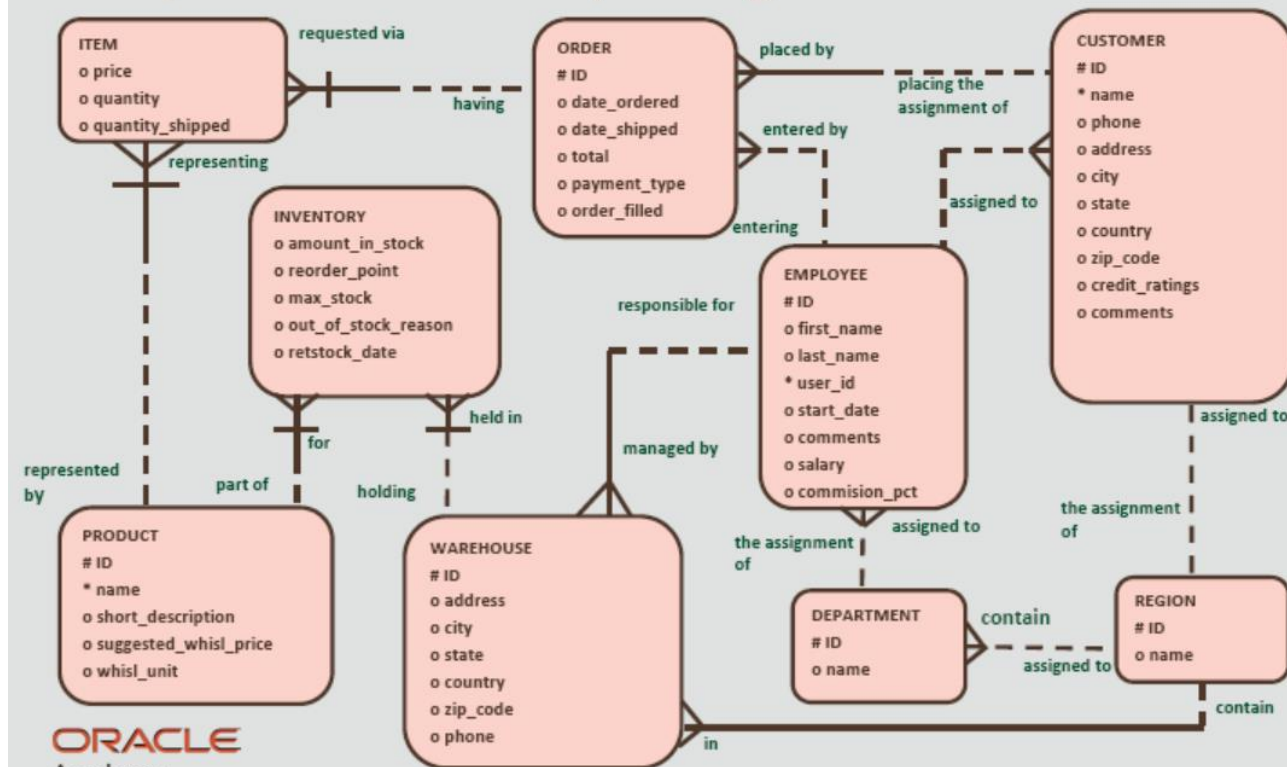 ITEM
o price
o quantity
o quantity_shipped
requested via
having
ORDER
# ID
o date_ordered
o date_shipped
o total
o payment_type
o order_filled
placed by
placing the
assignment of
entered by
entering
CUSTOMER
# ID
* name
o phone
o address
o city
o state
o country
o zip_code
o credit_ratings
o comments
assigned to
representing
represented
by
INVENTORY
o amount_in_stock
o reorder_point
o max_stock
o out_of_stock_reason
o retstock_date
for
part of
held in
holding
responsible for
managed by
EMPLOYEE
# ID
o first_name
o last_name
* user_id
o start_date
o comments
o salary
o commision_pct
assigned to
the assignment
of
assigned to
the assignment
of
PRODUCT
# ID
* name
o short_description
o suggested_whisl_price
o whisl_unit
WAREHOUSE
# ID
o address
o city
o state
o country
o zip_code
o phone
DEPARTMENT
# ID
o name
contain
assigned to
REGION
# ID
o name
contain
in
ORACLE